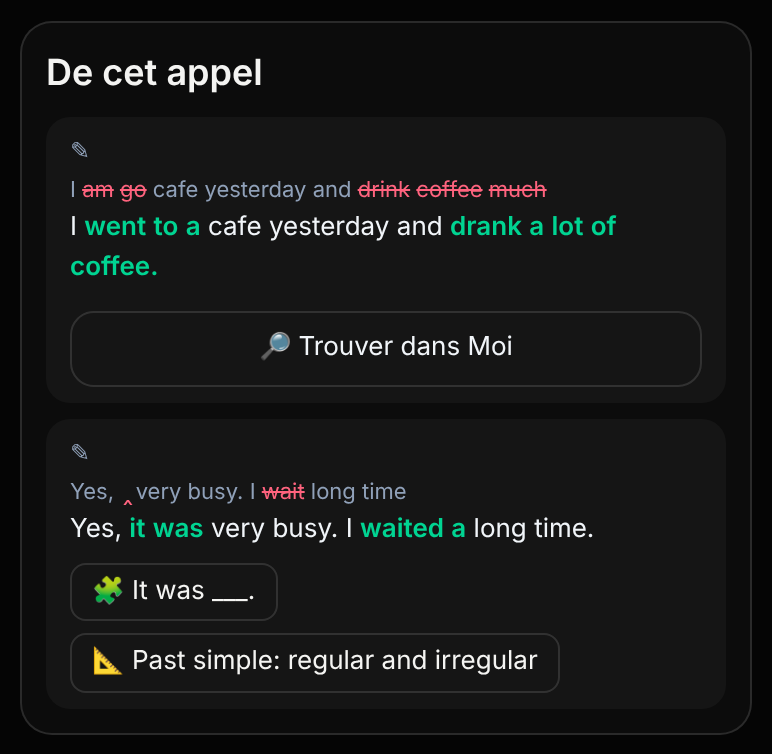 De cet appel
✎
I am go cafe yesterday and drink coffee much
I went to a cafe yesterday and drank a lot of
coffee.
🔎 Trouver dans Moi
✎
Yes, ‸very busy. I wait long time
Yes, it was very busy. I waited a long time.
🧩 It was ___.
📐 Past simple: regular and irregular